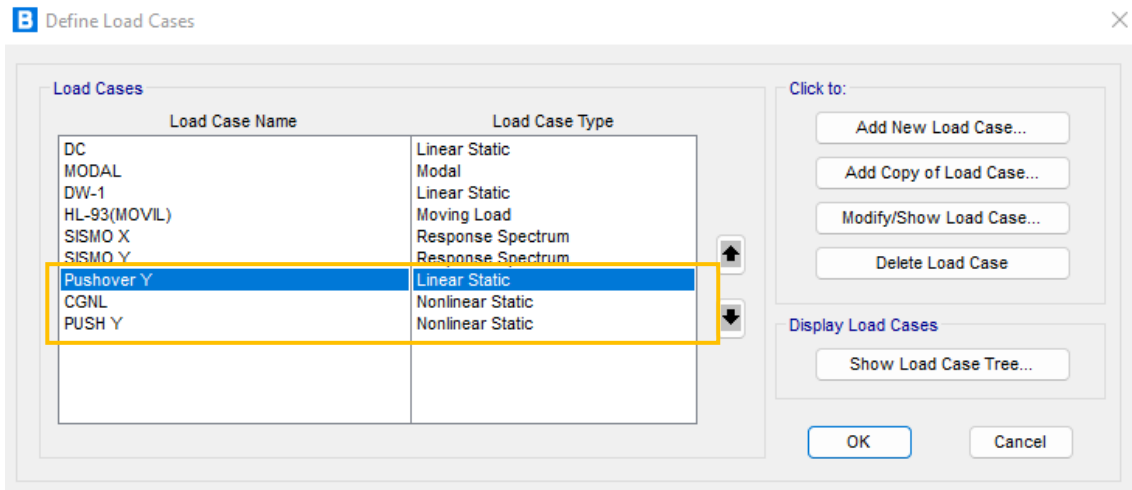 B Define Load Cases
Load Cases
Load Case Name Load Case Type
DC Linear Static
MODAL Modal
DW-1 Linear Static
HL-93(MOVIL) Moving Load
SISMO X Response Spectrum
SISMO Y Response Spectrum
Pushover Y Linear Static
CGNL Nonlinear Static
PUSH Y Nonlinear Static
Click to:
Add New Load Case...
Add Copy of Load Case...
Modify/Show Load Case...
Delete Load Case
Display Load Cases
Show Load Case Tree...
OK Cancel